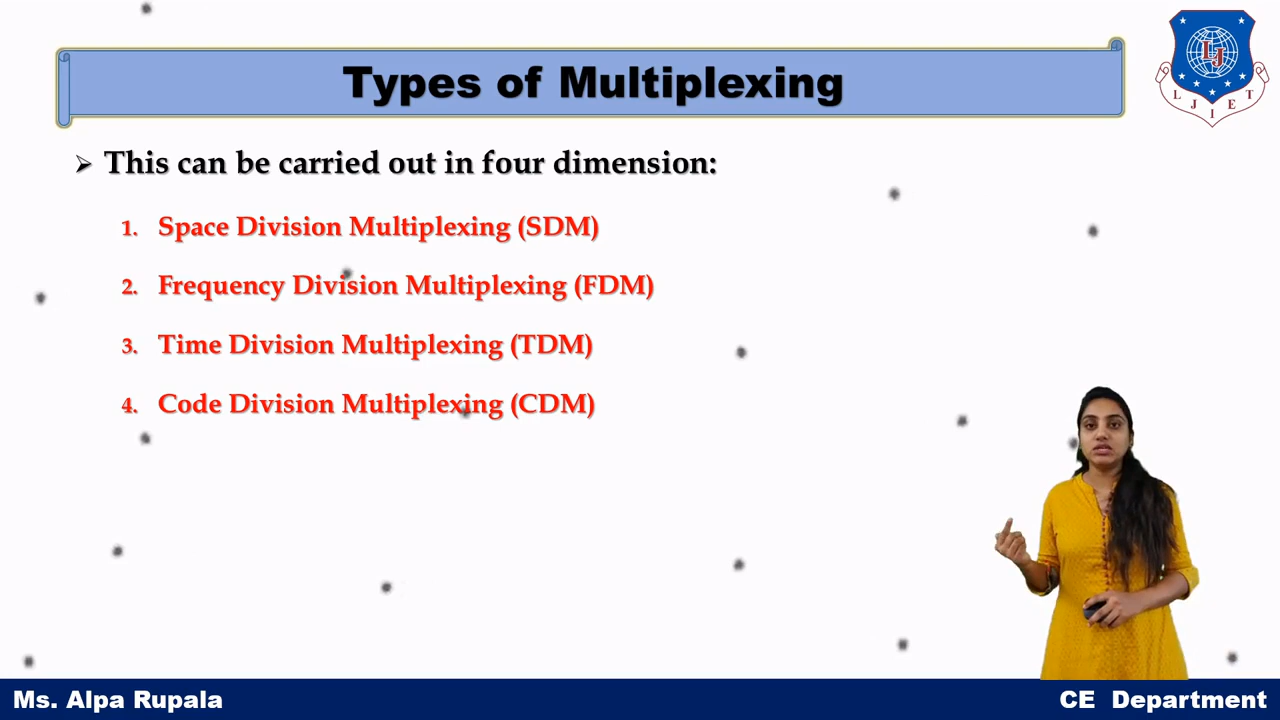 Types of Multiplexing
L J I E T
LJ
➢ This can be carried out in four dimension:
1. Space Division Multiplexing (SDM)
2. Frequency Division Multiplexing (FDM)
3. Time Division Multiplexing (TDM)
4. Code Division Multiplexing (CDM)
Ms. Alpa Rupala
CE Department